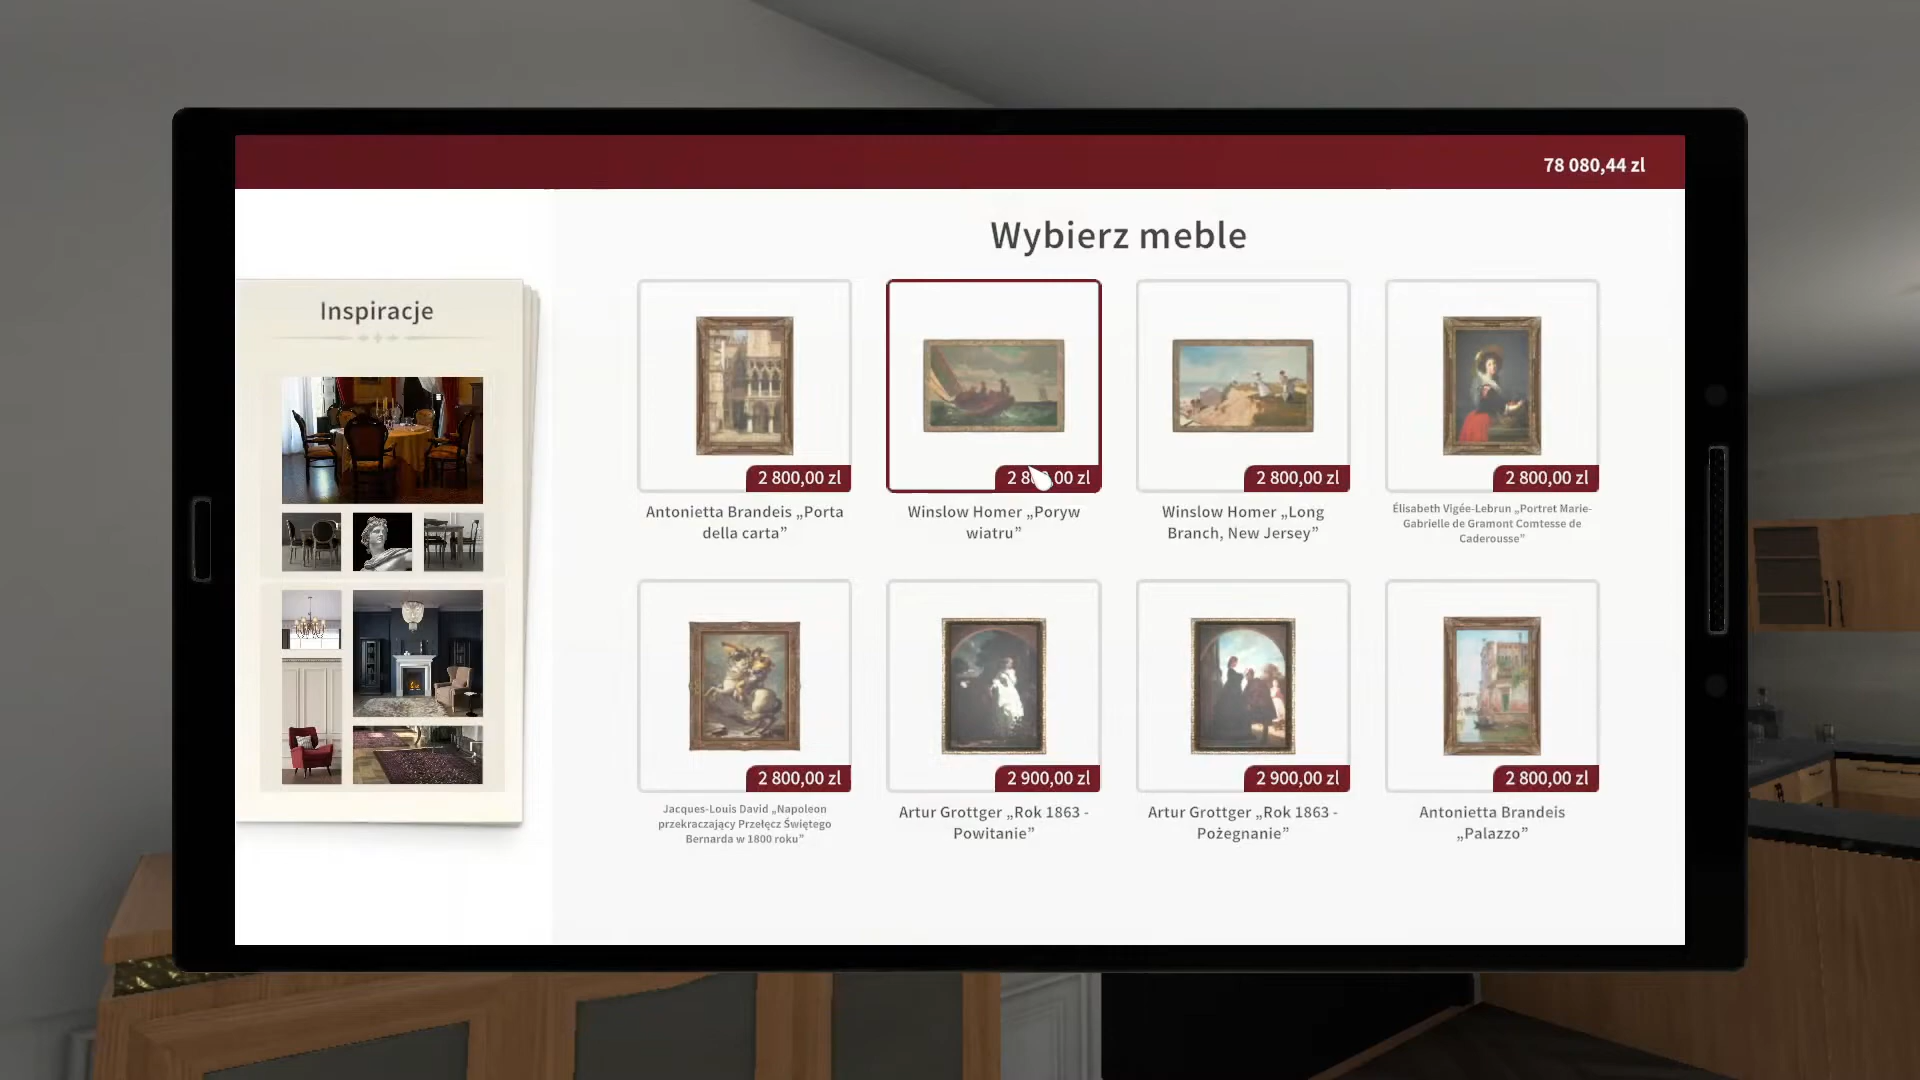 78 080,44 zl
Wybierz meble
Inspiracje
2 800,00 zl
2 800,00 zl
2 800,00 zl
Antonietta Brandeis „Porta
della carta”
Winslow Homer „Poryw
wiatru”
Winslow Homer „Long
Branch, New Jersey”
Élisabeth Vigée-Lebrun „Portret Marie-
Gabrielle de Gramont Comtesse de
Caderousse”
2 800,00 zl
2 900,00 zl
2 900,00 zl
2 800,00 zl
Jacques-Louis David „Napoleon
przekraczający Przełęcz Świętego
Bernarda w 1800 roku”
Artur Grottger „Rok 1863 -
Powitanie”
Artur Grottger „Rok 1863 -
Pożegnanie”
Antonietta Brandeis
„Palazzo”